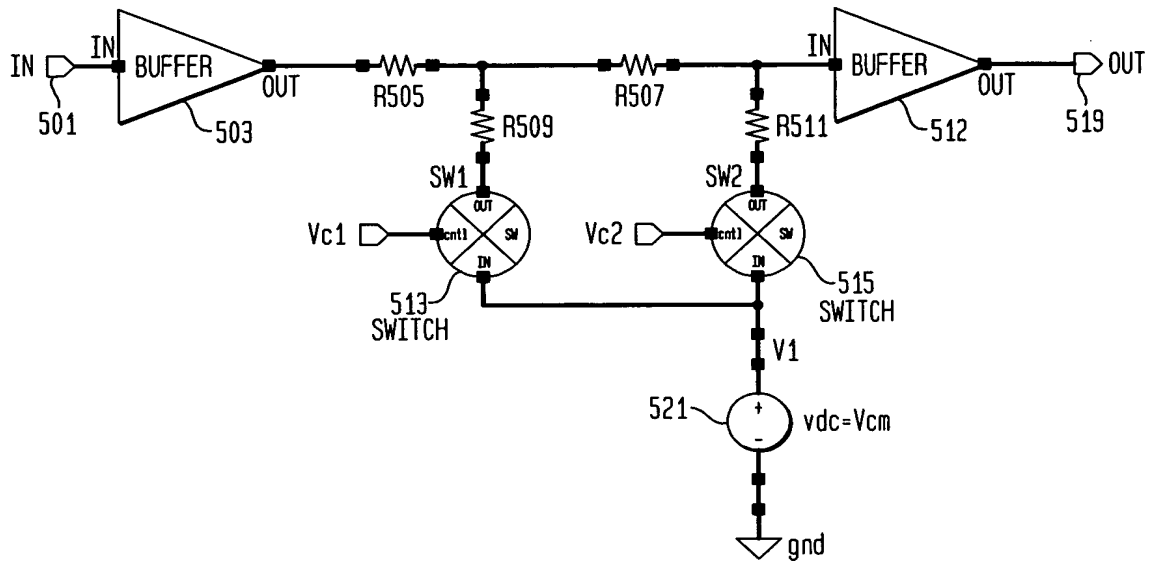 IN
IN
BUFFER
OUT
501
503
R505
R507
IN
BUFFER
OUT
OUT
512
519
R509
R511
SW1
OUT
SW2
OUT
Vc1
cntl
SW
IN
Vc2
cntl
SW
IN
513
SWITCH
515
SWITCH
V1
521
+
-
vdc=Vcm
gnd